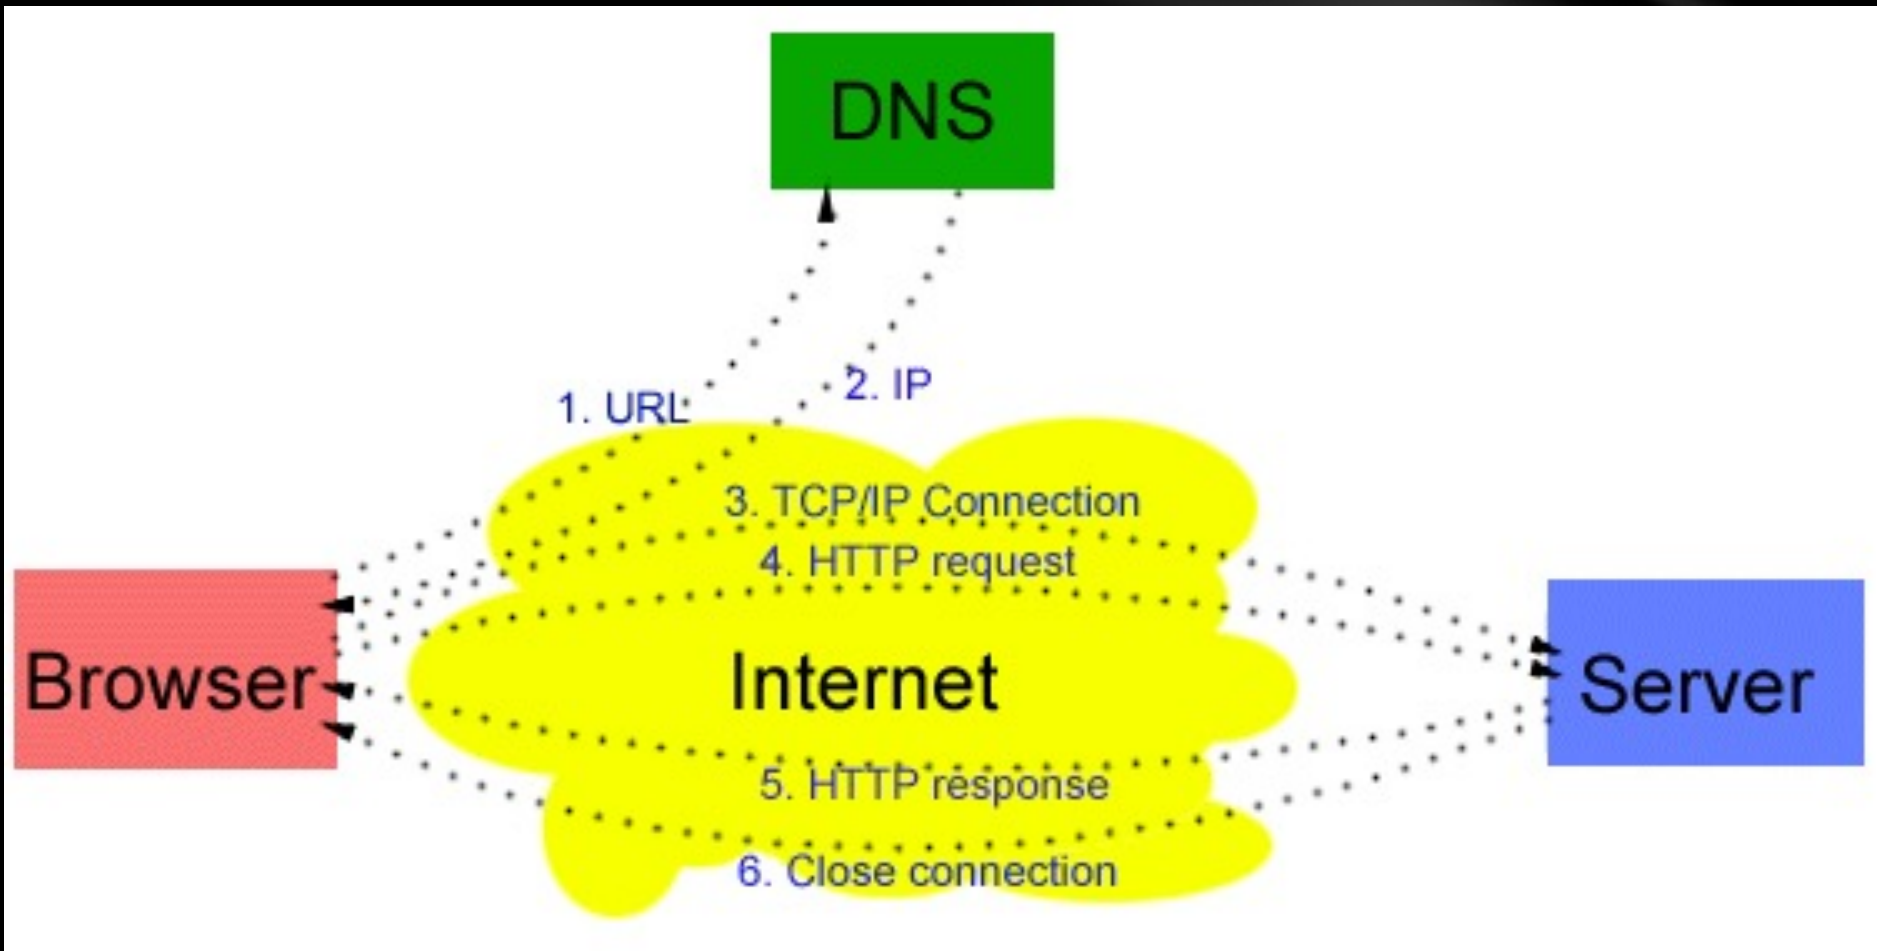 DNS
1. URL
2. IP
3. TCP/IP Connection
4. HTTP request
Browser
Internet
Server
5. HTTP response
6. Close connection